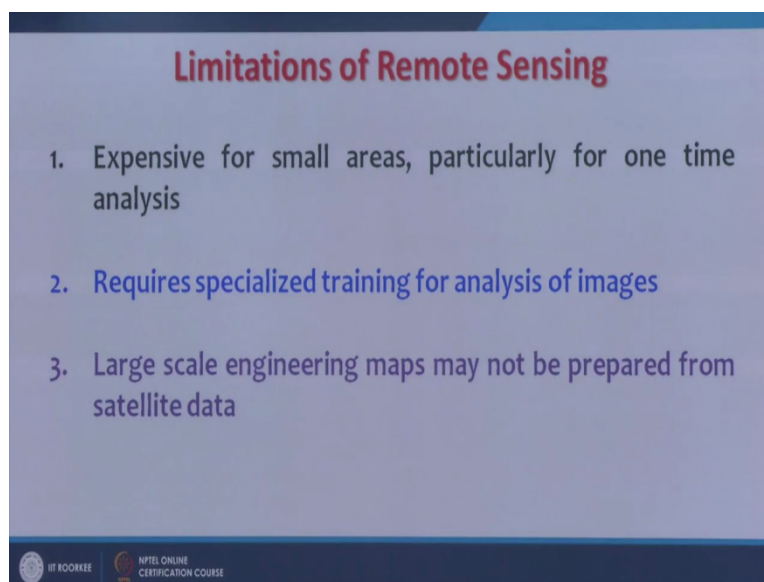 Limitations of Remote Sensing
1. Expensive for small areas, particularly for one time
analysis
2. Requires specialized training for analysis of images
3. Large scale engineering maps may not be prepared from
satellite data
IIT ROORKEE
NPTEL ONLINE
CERTIFICATION COURSE